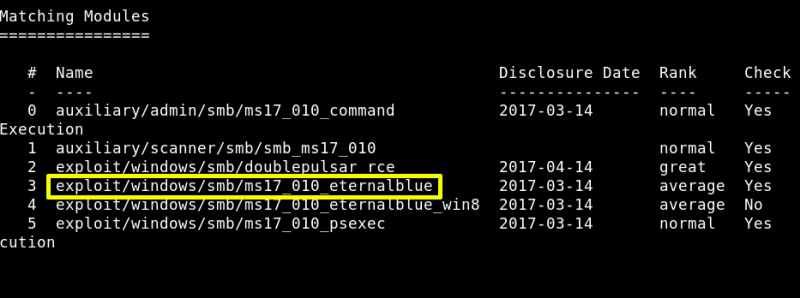 Matching Modules
================
#  Name  Disclosure Date  Rank  Check
-  ----  ---------------  ----  -----
0  auxiliary/admin/smb/ms17_010_command  2017-03-14  normal  Yes
Execution
1  auxiliary/scanner/smb/smb_ms17_010  normal  Yes
2  exploit/windows/smb/doublepulsar_rce  2017-04-14  great  Yes
3  exploit/windows/smb/ms17_010_eternalblue  2017-03-14  average  Yes
4  exploit/windows/smb/ms17_010_eternalblue_win8  2017-03-14  average  No
5  exploit/windows/smb/ms17_010_psexec  2017-03-14  normal  Yes
cution